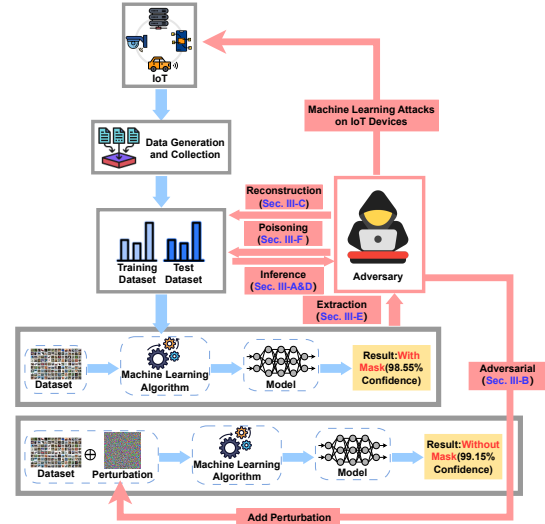 IoT
Machine Learning Attacks
on IoT Devices
Data Generation
and Collection
Reconstruction
(Sec. III-C)
Poisoning
(Sec. III-F)
Inference
(Sec. III-A&D)
Extraction
(Sec. III-E)
Adversary
Training
Dataset
Test
Dataset
Dataset
Machine Learning
Algorithm
Model
Result:With
Mask(98.55%
Confidence)
Adversarial
(Sec. III-B)
Dataset
Perturbation
Machine Learning
Algorithm
Model
Result:Without
Mask(99.15%
Confidence)
Add Perturbation